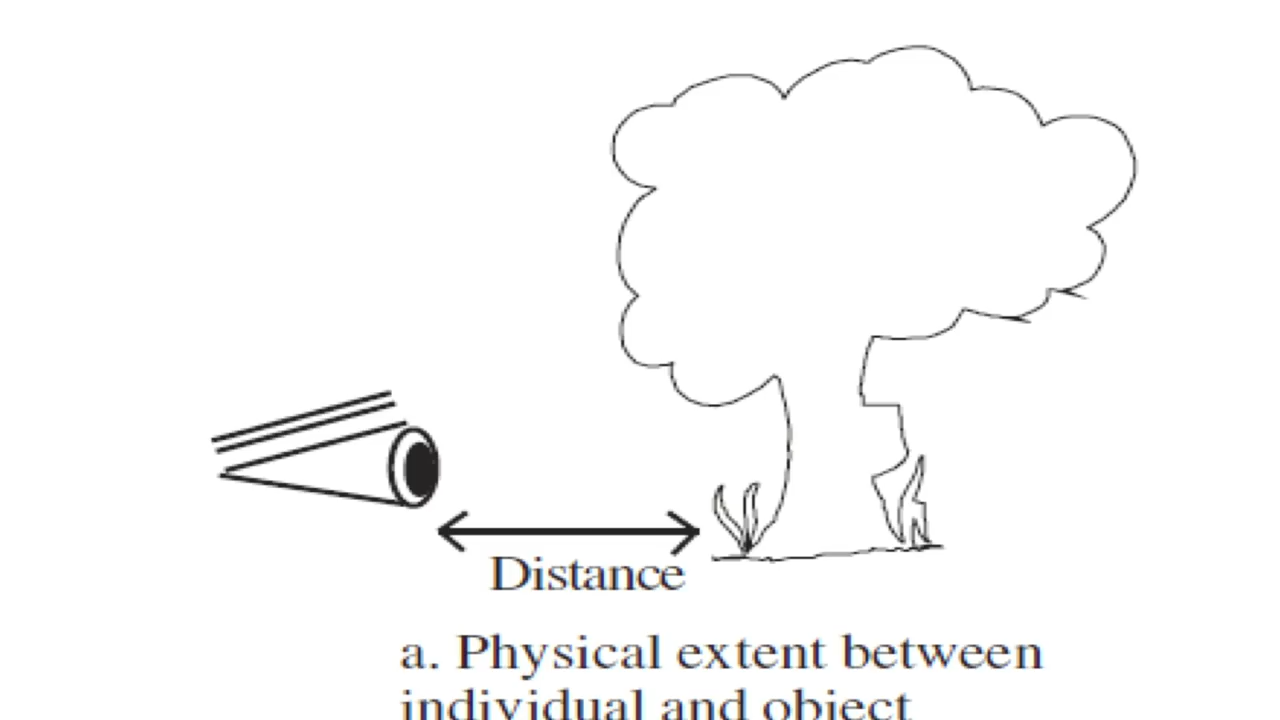 Distance
a. Physical extent between
individual and object